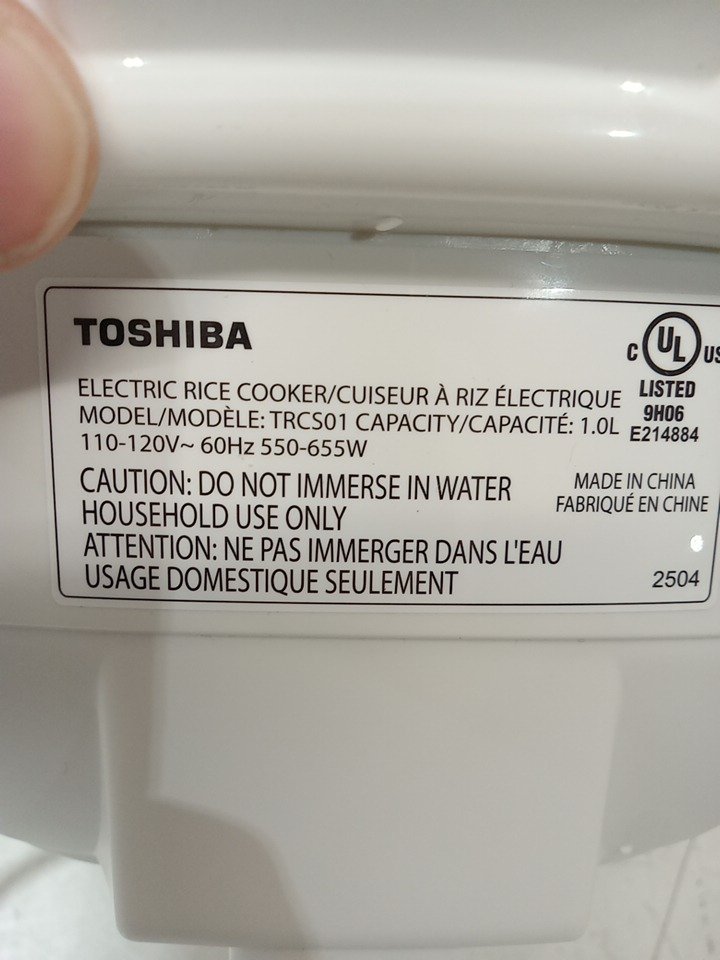 TOSHIBA
ELECTRIC RICE COOKER/CUISEUR À RIZ ÉLECTRIQUE
MODEL/MODÈLE: TRCS01 CAPACITY/CAPACITÉ: 1.0L
110-120V~ 60Hz 550-655W
CAUTION: DO NOT IMMERSE IN WATER
HOUSEHOLD USE ONLY
ATTENTION: NE PAS IMMERGER DANS L'EAU
USAGE DOMESTIQUE SEULEMENT
C UL US
LISTED
9H06
E214884
MADE IN CHINA
FABRIQUÉ EN CHINE
2504